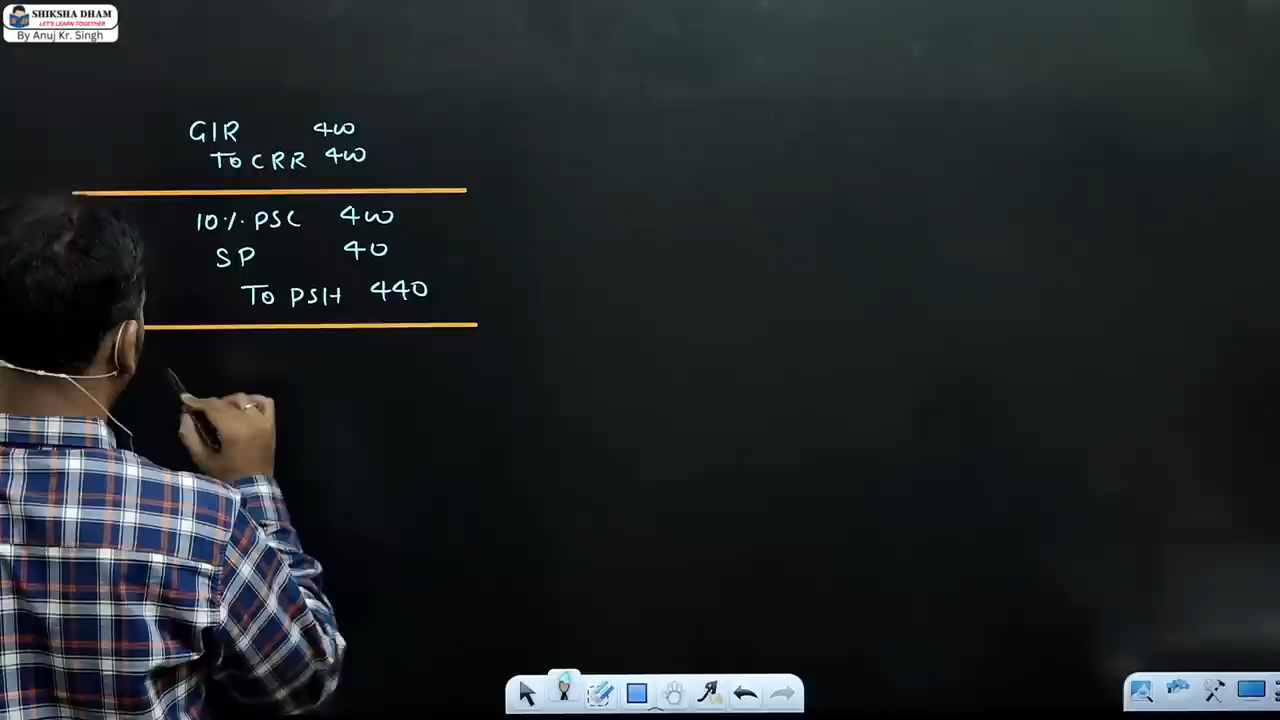 SHIKSHA DHAM
LET'S LEARN TOGETHER
By Anuj Kr. Singh
GIR 400
To CRR 400
10% PSC 400
SP 40
To PSH 440